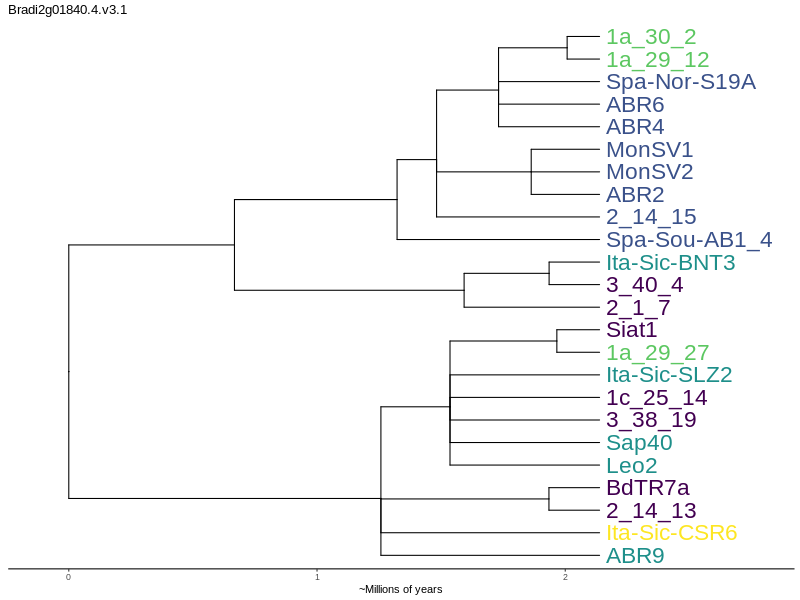 Bradi2g01840.4.v3.1
1a_30_2
1a_29_12
Spa-Nor-S19A
ABR6
ABR4
MonSV1
MonSV2
ABR2
2_14_15
Spa-Sou-AB1_4
Ita-Sic-BNT3
3_40_4
2_1_7
Siat1
1a_29_27
Ita-Sic-SLZ2
1c_25_14
3_38_19
Sap40
Leo2
BdTR7a
2_14_13
Ita-Sic-CSR6
ABR9
0 1 2
~Millions of years